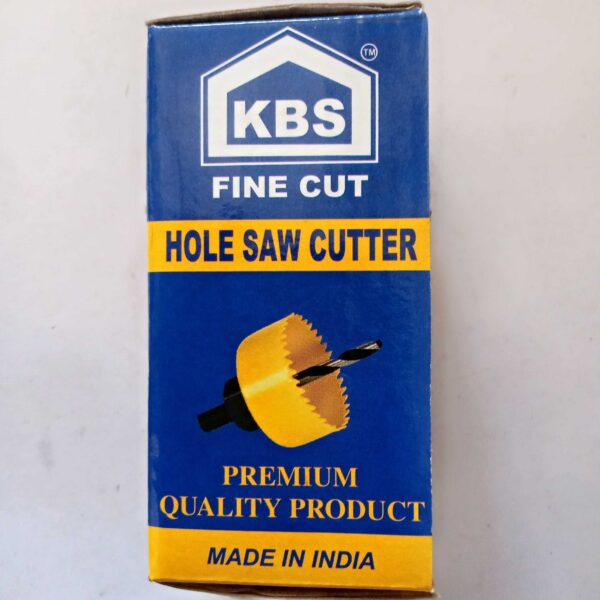 TM
KBS
FINE CUT
HOLE SAW CUTTER
PREMIUM
QUALITY PRODUCT
MADE IN INDIA